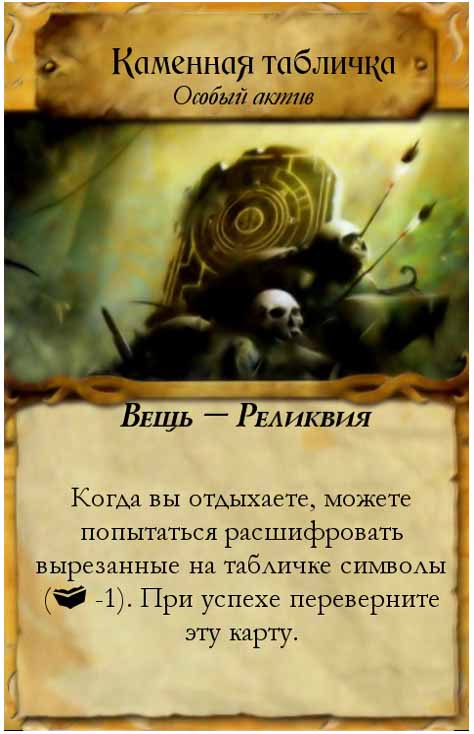 Каменная табличка
Особый актив
Вещь — Реликвия
Когда вы отдыхаете, можете
попытаться расшифровать
вырезанные на табличке символы
( -1). При успехе переверните
эту карту.